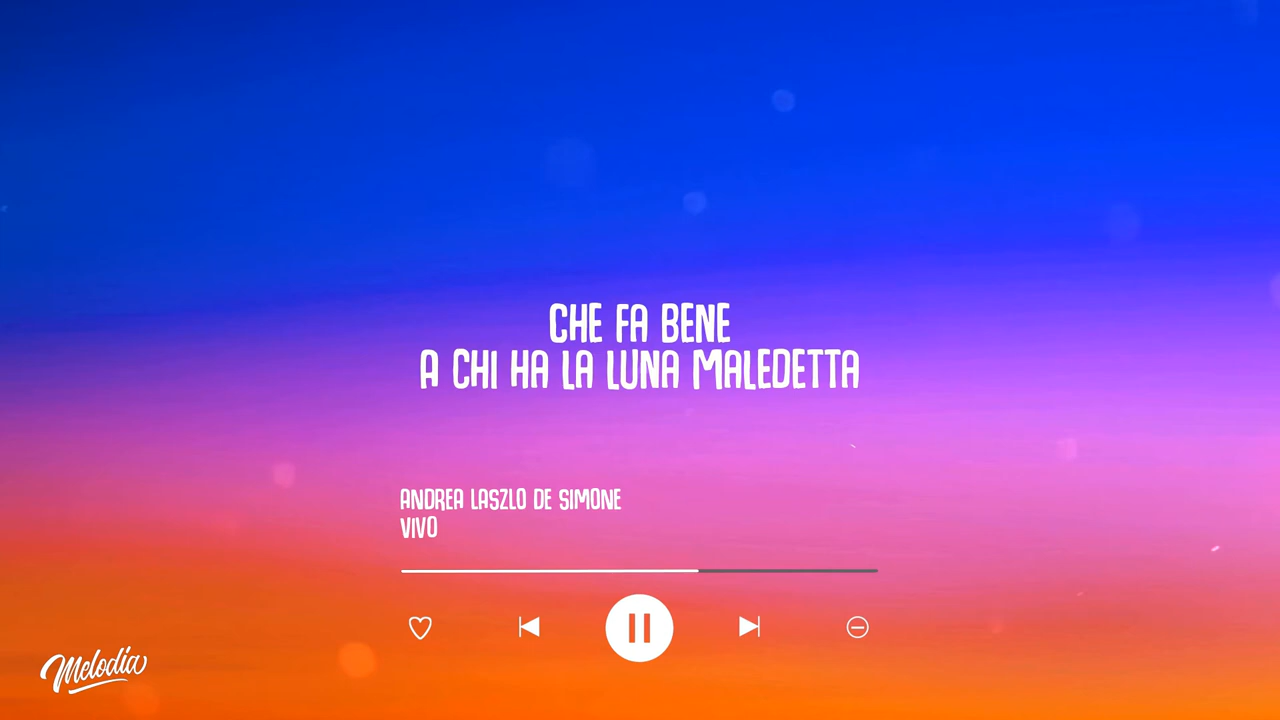 CHE FA BENE
A CHI HA LA LUNA MALEDETTA
ANDREA LASZLO DE SIMONE
VIVO
Melodia